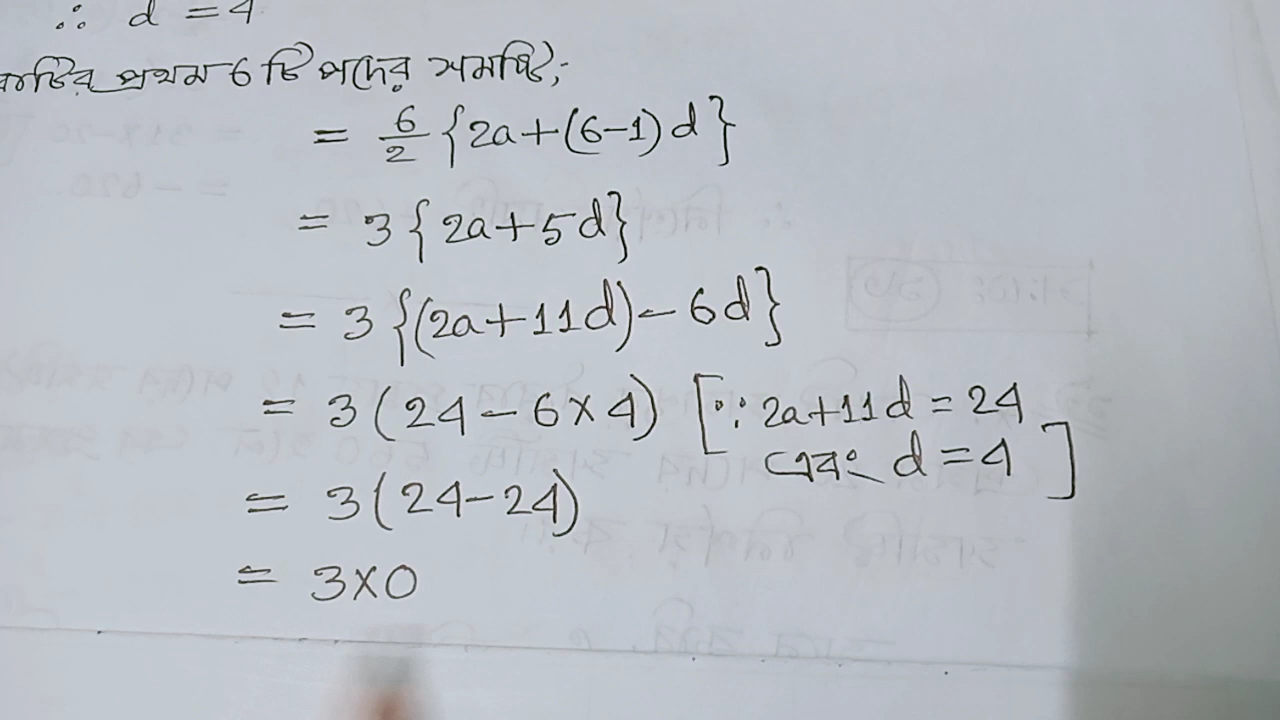 ∴ d = 4
প্রথম 6 টি পদের সমষ্টি,-
= 6/2 {2a+(6-1)d}
= 3{2a+5d}
= 3{(2a+11d)-6d}
= 3(24-6×4) [∵ 2a+11d=24
এবং d=4]
= 3(24-24)
= 3×0